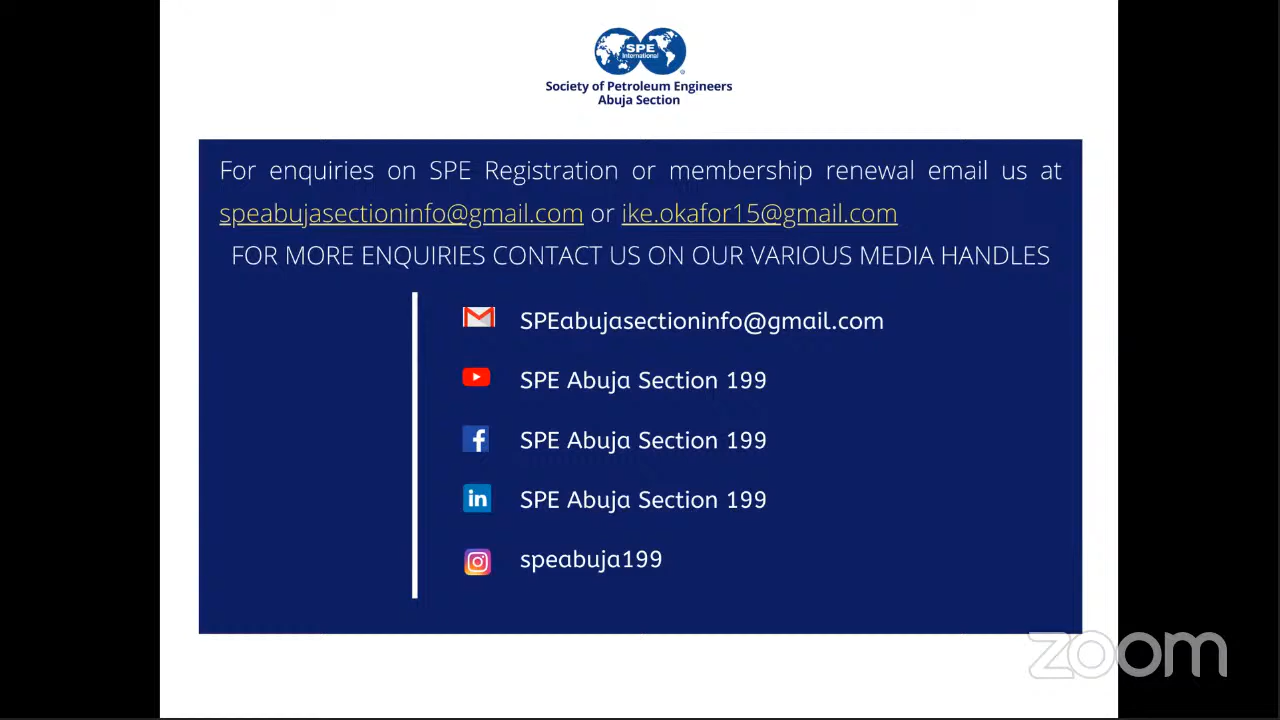 SPE
International
Society of Petroleum Engineers
Abuja Section
For enquiries on SPE Registration or membership renewal email us at
speabujasectioninfo@gmail.com or ike.okafor15@gmail.com
FOR MORE ENQUIRIES CONTACT US ON OUR VARIOUS MEDIA HANDLES
SPEabujasectioninfo@gmail.com
SPE Abuja Section 199
SPE Abuja Section 199
in SPE Abuja Section 199
speabuja199
zoom